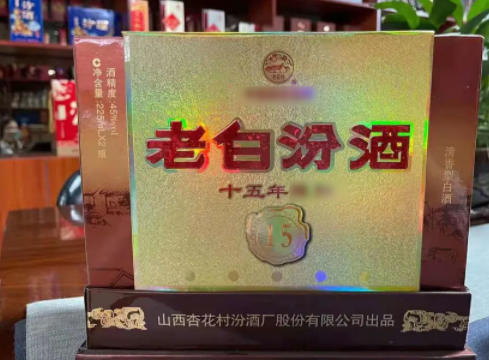 酒精度:45%vol
净含量:225mL×2瓶
老白汾酒
十五年
15
清香型白酒
山西杏花村汾酒厂股份有限公司出品